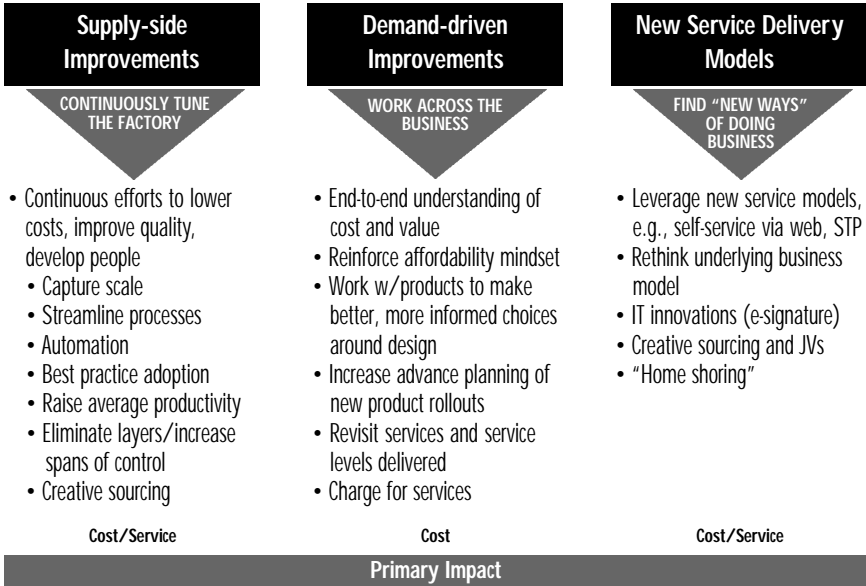 Supply-side
Improvements
CONTINUOUSLY TUNE
THE FACTORY
• Continuous efforts to lower
costs, improve quality,
develop people
• Capture scale
• Streamline processes
• Automation
• Best practice adoption
• Raise average productivity
• Eliminate layers/increase
spans of control
• Creative sourcing
Cost/Service
Demand-driven
Improvements
WORK ACROSS THE
BUSINESS
• End-to-end understanding of
cost and value
• Reinforce affordability mindset
• Work w/products to make
better, more informed choices
around design
• Increase advance planning of
new product rollouts
• Revisit services and service
levels delivered
• Charge for services
Cost
New Service Delivery
Models
FIND “NEW WAYS”
OF DOING
BUSINESS
• Leverage new service models,
e.g., self-service via web, STP
• Rethink underlying business
model
• IT innovations (e-signature)
• Creative sourcing and JVs
• “Home shoring”
Cost/Service
Primary Impact